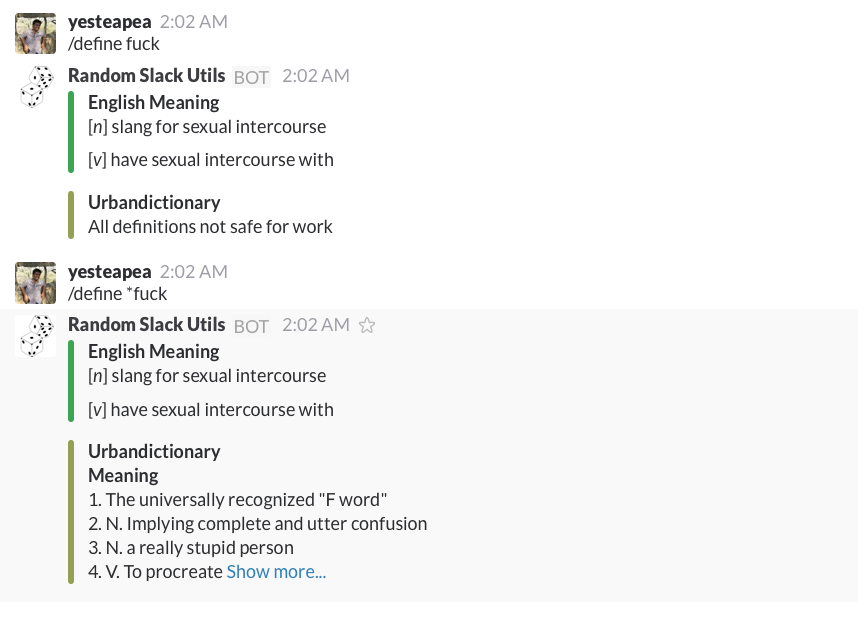 yesteapea 2:02 AM
/define fuck
Random Slack Utils BOT 2:02 AM
English Meaning
[n] slang for sexual intercourse
[v] have sexual intercourse with
Urbandictionary
All definitions not safe for work
yesteapea 2:02 AM
/define *fuck
Random Slack Utils BOT 2:02 AM
English Meaning
[n] slang for sexual intercourse
[v] have sexual intercourse with
Urbandictionary
Meaning
1. The universally recognized "F word"
2. N. Implying complete and utter confusion
3. N. a really stupid person
4. V. To procreate Show more...